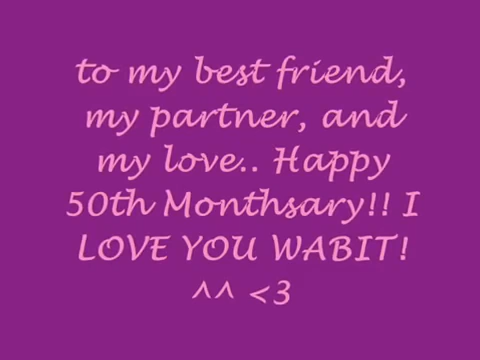 to my best friend,
my partner, and
my love.. Happy
50th Monthsary!! I
LOVE YOU WABIT!
^^ <3